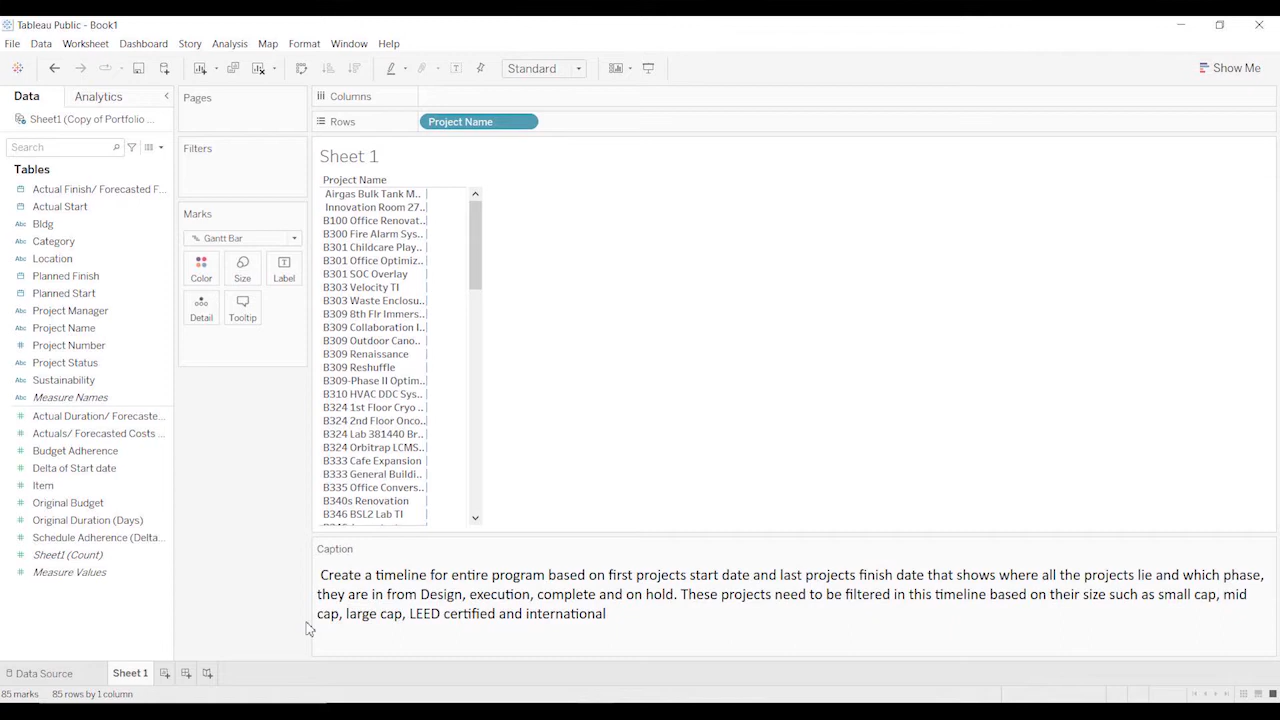 Tableau Public - Book1
File Data Worksheet Dashboard Story Analysis Map Format Window Help
Standard
Show Me
Data Analytics
Sheet1 (Copy of Portfolio ...
Search
Tables
Actual Finish/ Forecasted F...
Actual Start
Abc Bldg
Abc Category
Abc Location
Planned Finish
Planned Start
Abc Project Manager
Abc Project Name
# Project Number
Abc Project Status
Abc Sustainability
Abc Measure Names
# Actual Duration/ Forecaste...
# Actuals/ Forecasted Costs ...
# Budget Adherence
# Delta of Start date
# Item
# Original Budget
# Original Duration (Days)
# Schedule Adherence (Delta...
# Sheet1 (Count)
# Measure Values
Pages
Filters
Marks
Gantt Bar
Color Size Label
Detail Tooltip
Columns
Rows Project Name
Sheet 1
Project Name
Airgas Bulk Tank M..
Innovation Room 27..
B100 Office Renovat..
B300 Fire Alarm Sys..
B301 Childcare Play..
B301 Office Optimiz..
B301 SOC Overlay
B303 Velocity TI
B303 Waste Enclosu..
B309 8th Flr Immers..
B309 Collaboration I..
B309 Outdoor Cano..
B309 Renaissance
B309 Reshuffle
B309-Phase II Optim..
B310 HVAC DDC Sys..
B324 1st Floor Cryo ..
B324 2nd Floor Onco..
B324 Lab 381440 Br..
B324 Orbitrap LCMS..
B333 Cafe Expansion
B333 General Buildi..
B335 Office Convers..
B340s Renovation
B346 BSL2 Lab TI
Caption
Create a timeline for entire program based on first projects start date and last projects finish date that shows where all the projects lie and which phase,
they are in from Design, execution, complete and on hold. These projects need to be filtered in this timeline based on their size such as small cap, mid
cap, large cap, LEED certified and international
Data Source Sheet 1
85 marks 85 rows by 1 column